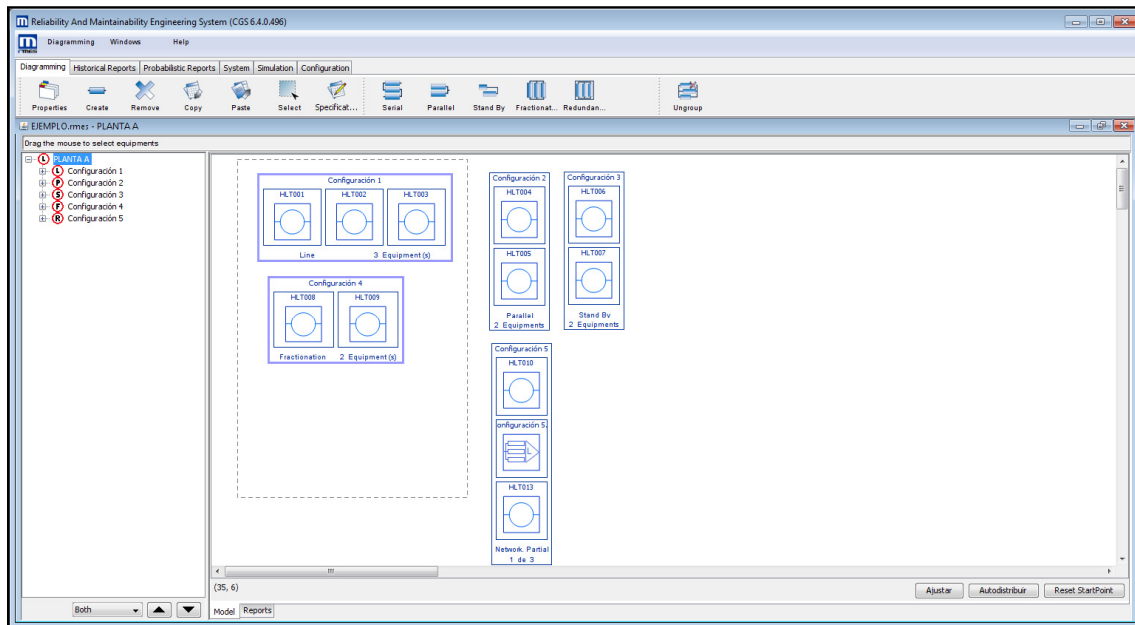 Reliability And Maintainability Engineering System (CGS 6.4.0.496)
Diagramming Windows Help
Diagramming Historical Reports Probabilistic Reports System Simulation Configuration
Properties Create Remove Copy Paste Select Specificat... Serial Parallel Stand By Fractionat... Redundan... Ungroup
EJEMPLO.rmes - PLANTA A
Drag the mouse to select equipments
L PLANTA A
L Configuración 1
P Configuración 2
S Configuración 3
F Configuración 4
R Configuración 5
Configuración 1
HLT001 HLT002 HLT003
Line 3 Equipment(s)
Configuración 4
HLT008 HLT009
Fractionation 2 Equipment(s)
Configuración 2
HLT004
HLT005
Parallel
2 Equipments
Configuración 3
HLT006
HLT007
Stand By
2 Equipments
Configuración 5
HLT010
onfiguración 5.
L
HLT013
Network. Partial
1 de 3
(35, 6)
Ajustar Autodistribuir Reset StartPoint
Both
Model Reports